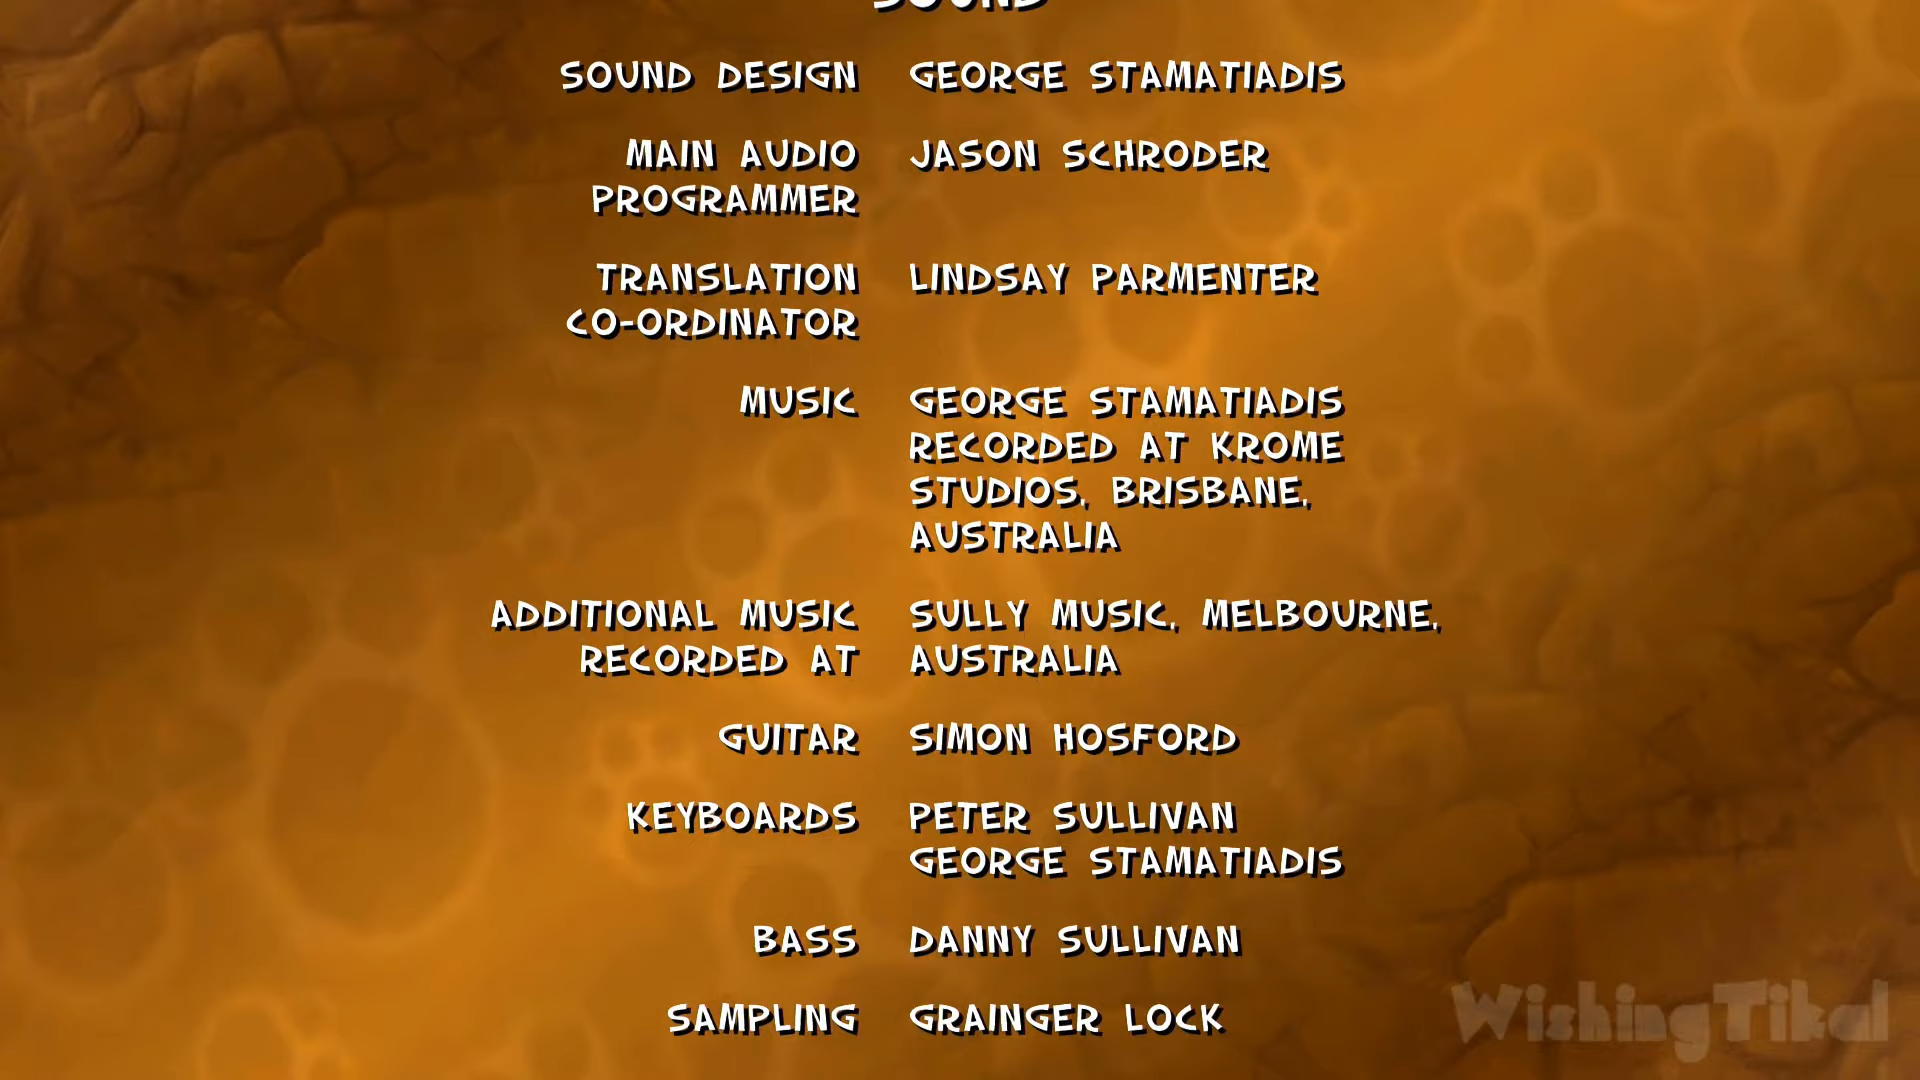 SOUND
SOUND DESIGN GEORGE STAMATIADIS
MAIN AUDIO JASON SCHRODER
PROGRAMMER
TRANSLATION LINDSAY PARMENTER
CO-ORDINATOR
MUSIC GEORGE STAMATIADIS
RECORDED AT KROME
STUDIOS, BRISBANE,
AUSTRALIA
ADDITIONAL MUSIC SULLY MUSIC, MELBOURNE,
RECORDED AT AUSTRALIA
GUITAR SIMON HOSFORD
KEYBOARDS PETER SULLIVAN
GEORGE STAMATIADIS
BASS DANNY SULLIVAN
SAMPLING GRAINGER LOCK
WishingTikal